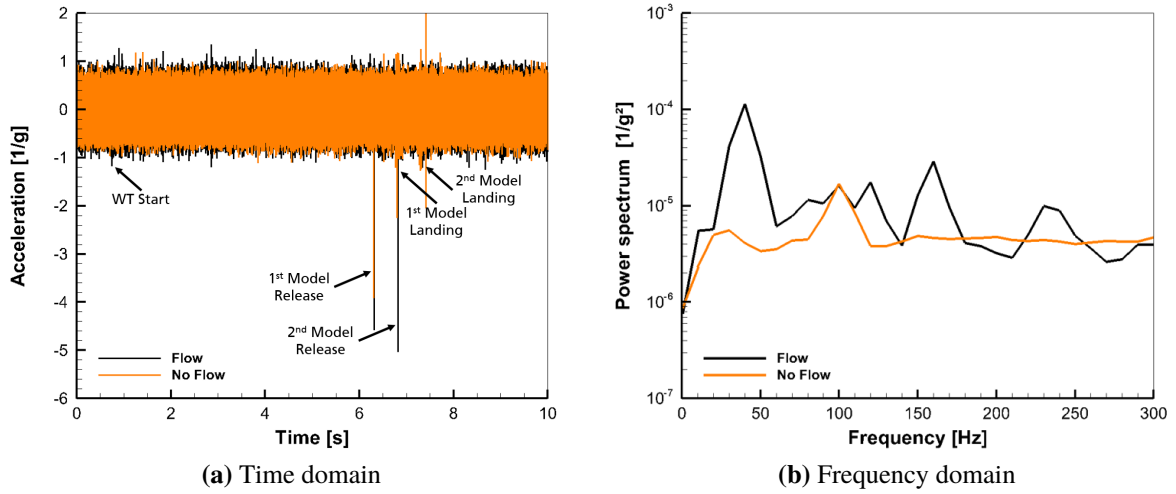 2
1
0
-1
-2
-3
-4
-5
-6
Acceleration [1/g]
WT Start
2nd Model
Landing
1st Model
Landing
1st Model
Release
2nd Model
Release
Flow
No Flow
0 2 4 6 8 10
Time [s]
(a) Time domain
10-3
10-4
10-5
10-6
10-7
Power spectrum [1/g²]
Flow
No Flow
0 50 100 150 200 250 300
Frequency [Hz]
(b) Frequency domain